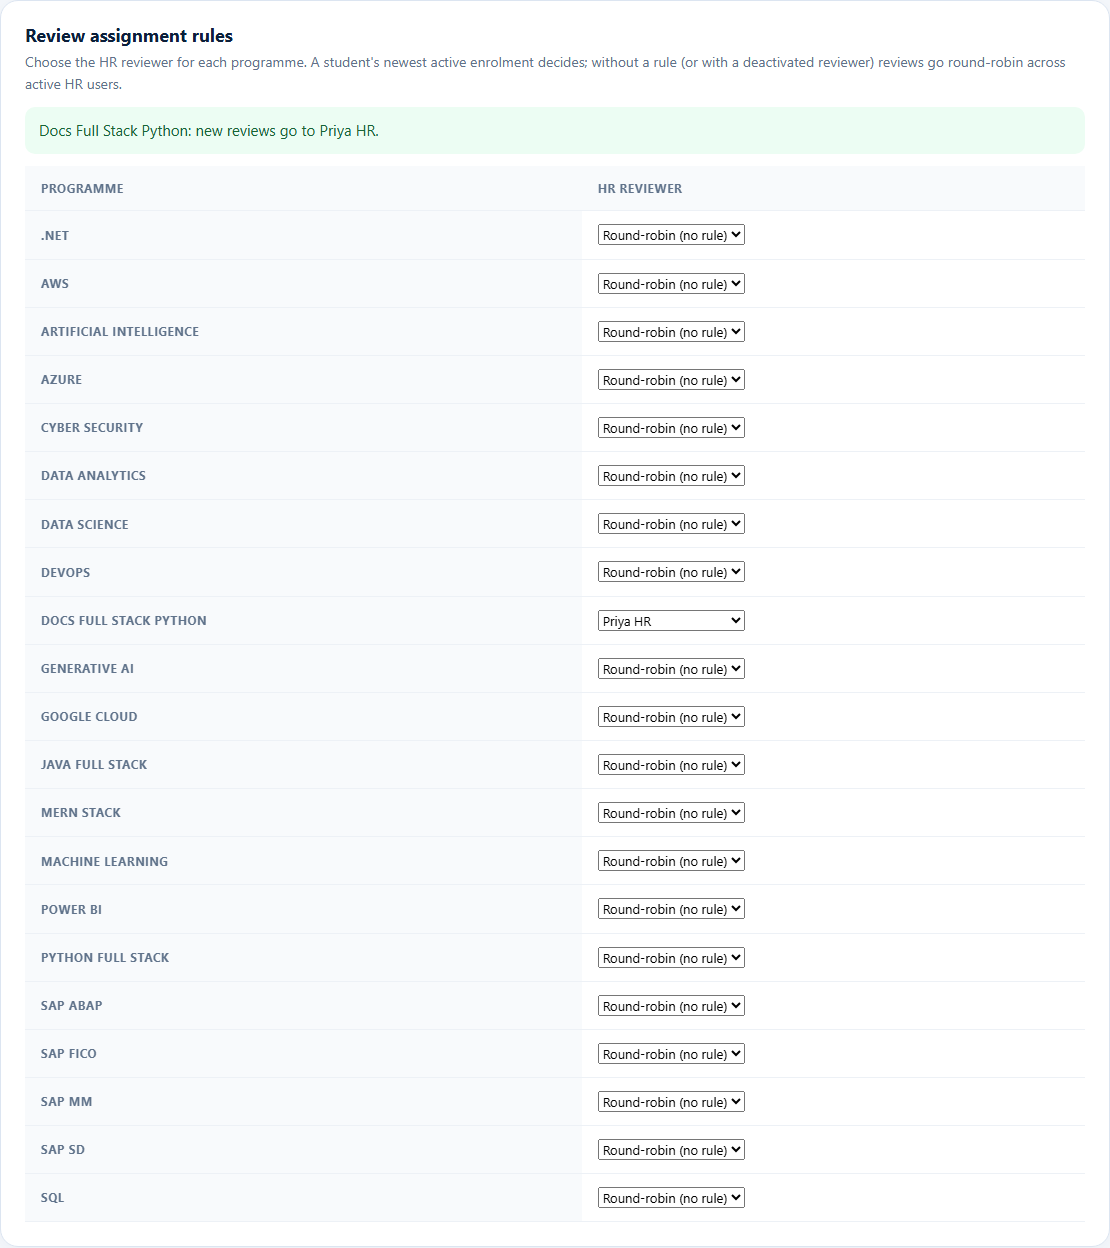 Review assignment rules
Choose the HR reviewer for each programme. A student's newest active enrolment decides; without a rule (or with a deactivated reviewer) reviews go round-robin across
active HR users.
Docs Full Stack Python: new reviews go to Priya HR.
PROGRAMME HR REVIEWER
.NET Round-robin (no rule)
AWS Round-robin (no rule)
ARTIFICIAL INTELLIGENCE Round-robin (no rule)
AZURE Round-robin (no rule)
CYBER SECURITY Round-robin (no rule)
DATA ANALYTICS Round-robin (no rule)
DATA SCIENCE Round-robin (no rule)
DEVOPS Round-robin (no rule)
DOCS FULL STACK PYTHON Priya HR
GENERATIVE AI Round-robin (no rule)
GOOGLE CLOUD Round-robin (no rule)
JAVA FULL STACK Round-robin (no rule)
MERN STACK Round-robin (no rule)
MACHINE LEARNING Round-robin (no rule)
POWER BI Round-robin (no rule)
PYTHON FULL STACK Round-robin (no rule)
SAP ABAP Round-robin (no rule)
SAP FICO Round-robin (no rule)
SAP MM Round-robin (no rule)
SAP SD Round-robin (no rule)
SQL Round-robin (no rule)